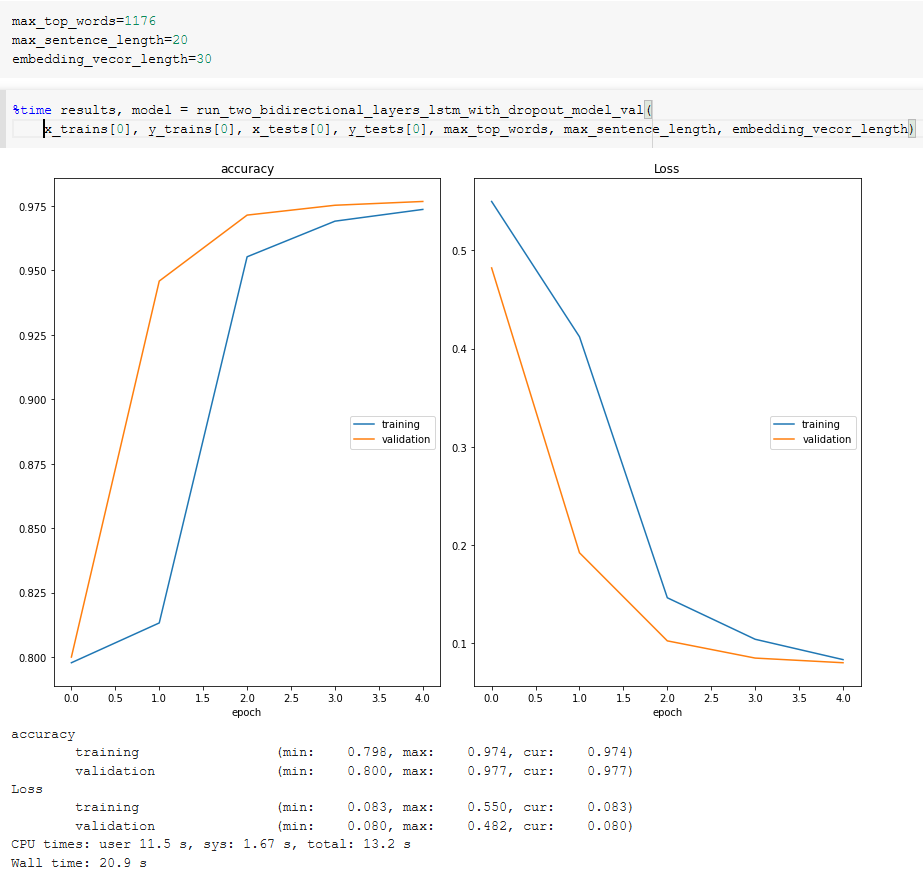 max_top_words=1176
max_sentence_length=20
embedding_vecor_length=30
%time results, model = run_two_bidirectional_layers_lstm_with_dropout_model_val(
x_trains[0], y_trains[0], x_tests[0], y_tests[0], max_top_words, max_sentence_length, embedding_vecor_length)
accuracy
0.975
0.950
0.925
0.900
0.875
0.850
0.825
0.800
training
validation
0.0 0.5 1.0 1.5 2.0 2.5 3.0 3.5 4.0
epoch
Loss
0.5
0.4
0.3
0.2
0.1
training
validation
0.0 0.5 1.0 1.5 2.0 2.5 3.0 3.5 4.0
epoch
accuracy
training (min: 0.798, max: 0.974, cur: 0.974)
validation (min: 0.800, max: 0.977, cur: 0.977)
Loss
training (min: 0.083, max: 0.550, cur: 0.083)
validation (min: 0.080, max: 0.482, cur: 0.080)
CPU times: user 11.5 s, sys: 1.67 s, total: 13.2 s
Wall time: 20.9 s